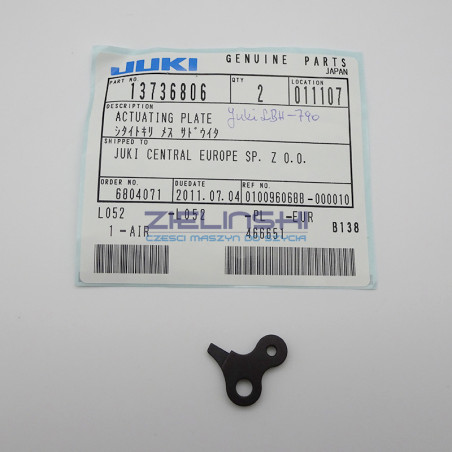 JUKI GENUINE PARTS
JAPAN
PART NO. QTY LOCATION
13736806 2 011107
DESCRIPTION
ACTUATING PLATE Juki LBH-790
シタイトキリ メス サドウイタ
SHIPPED TO
JUKI CENTRAL EUROPE SP. Z O.O.
ORDER NO. DUEDATE REF NO.
6804071 2011.07.04 0100960688-000010
L052 -L052 -PL -EUR
ZIELINSKI
B138
1-AIR 466651
CZESCI MASZYN DO SZYCIA